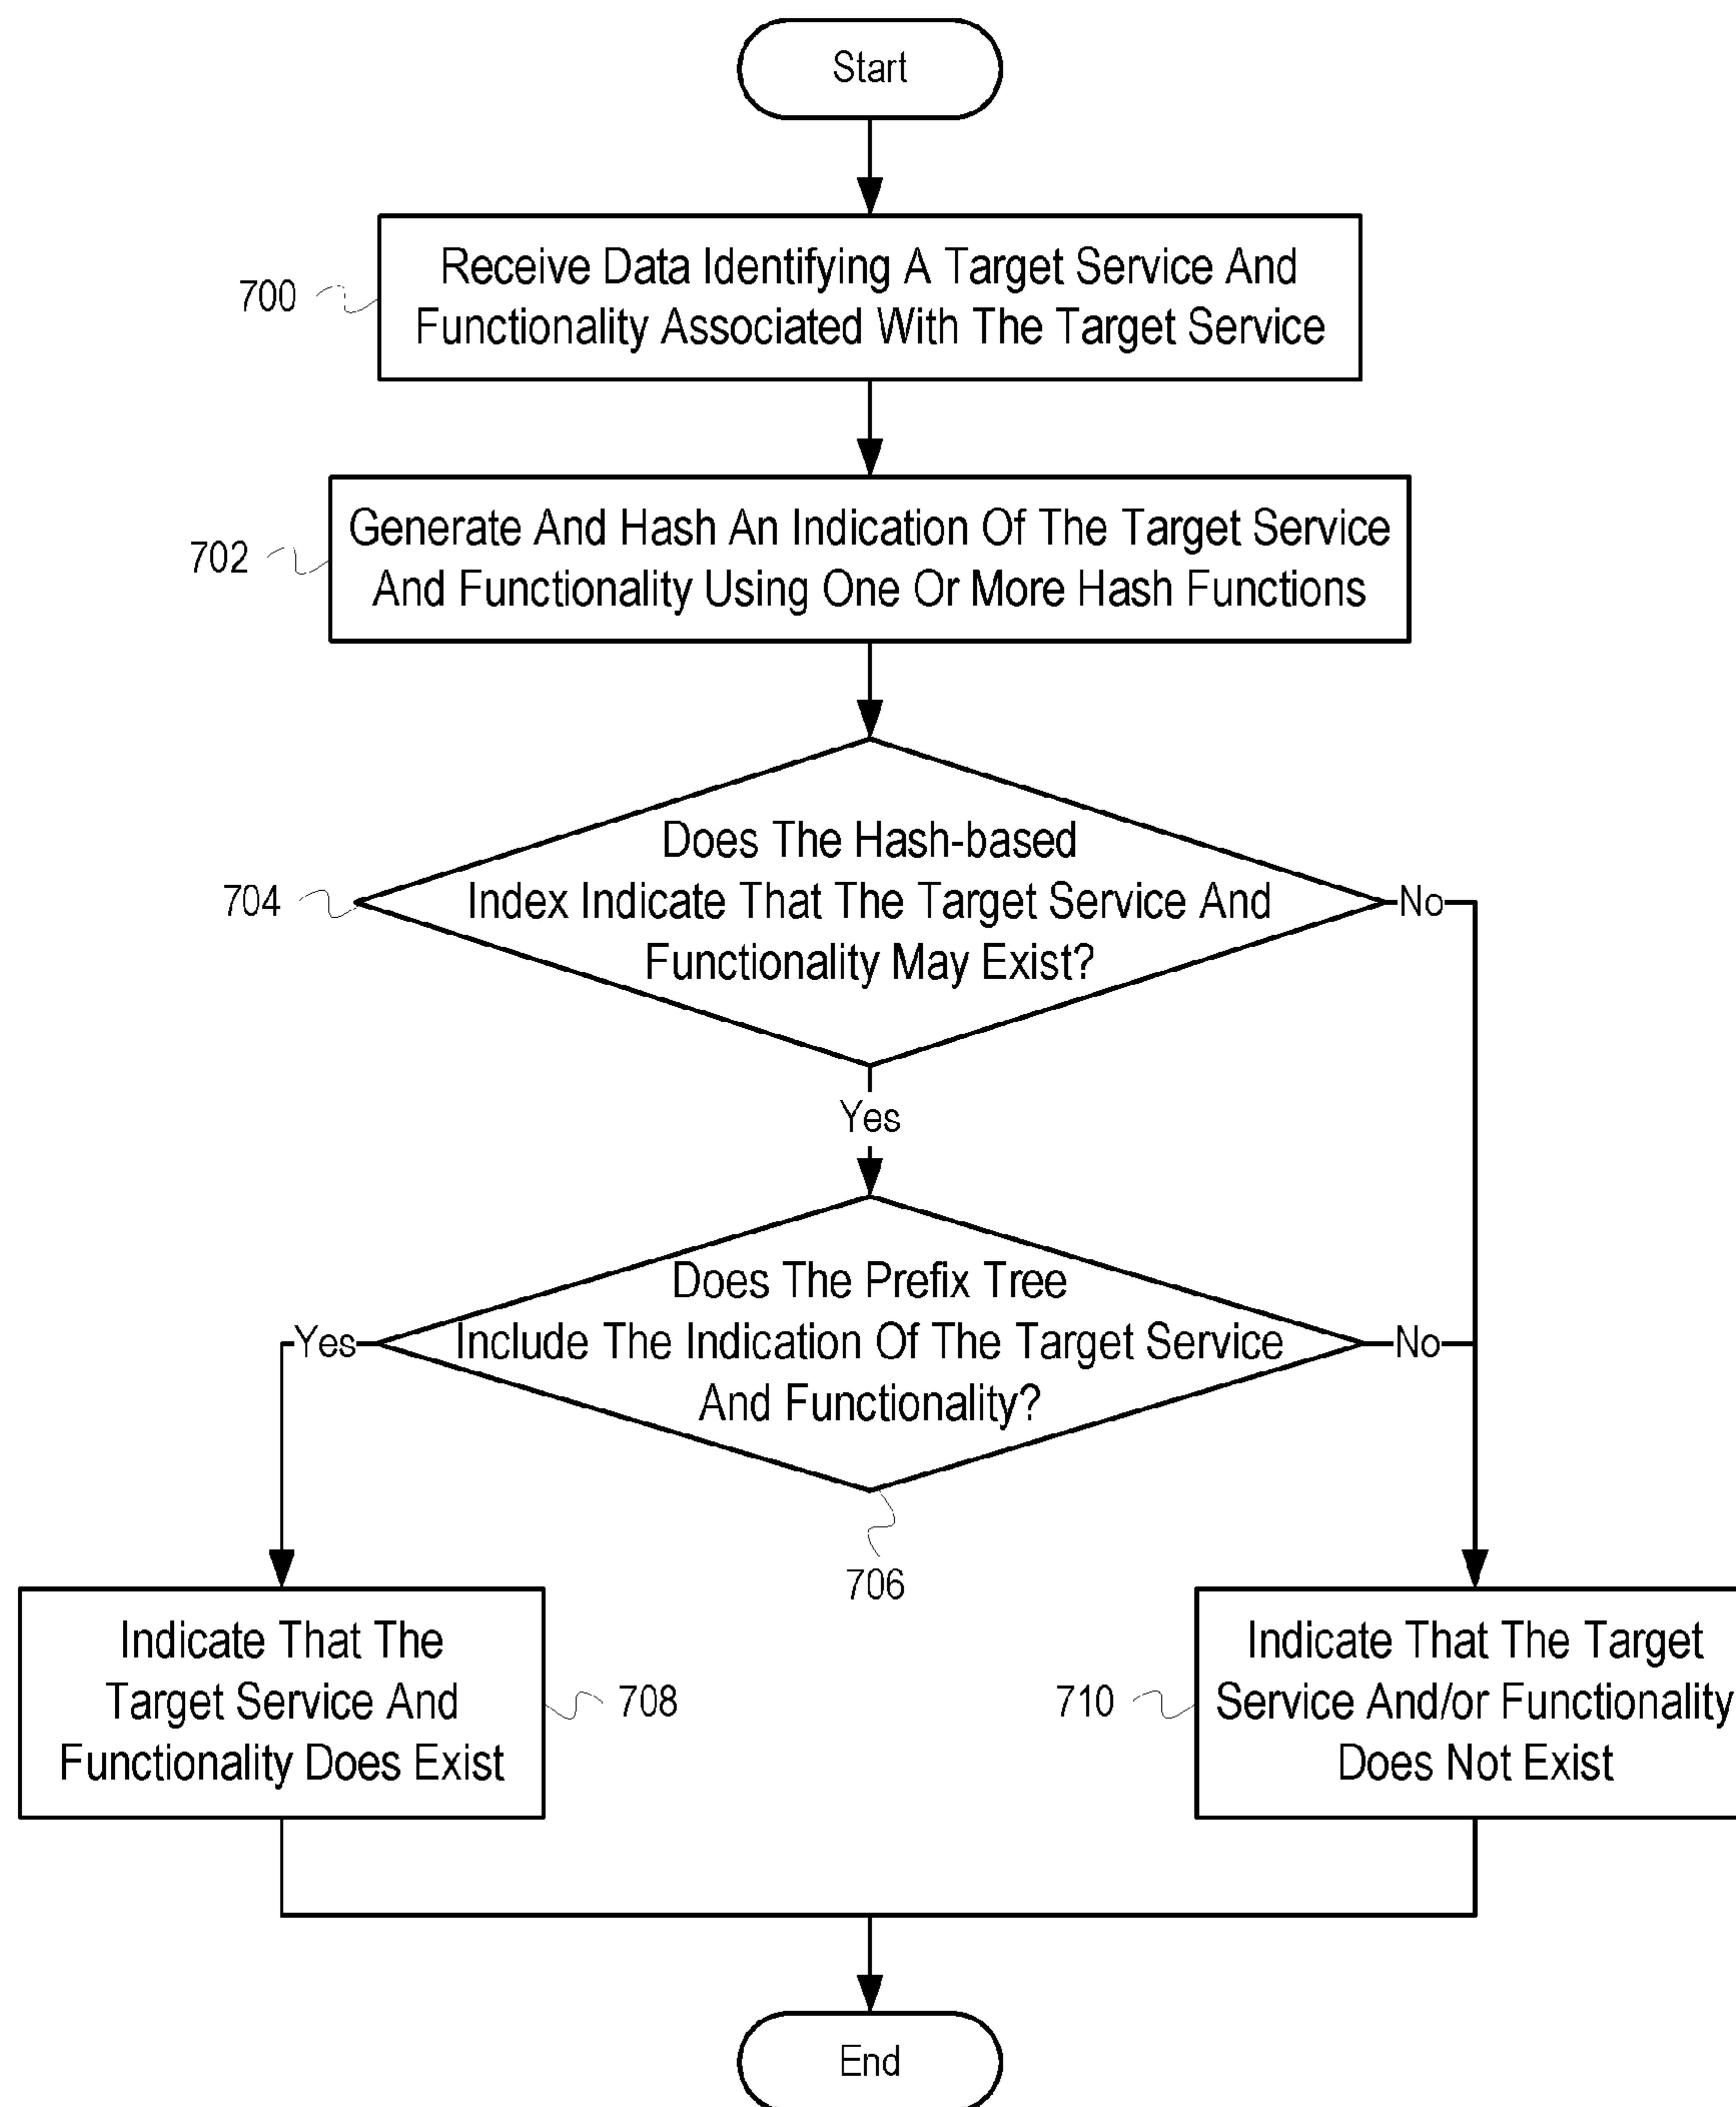 Start
700
Receive Data Identifying A Target Service And
Functionality Associated With The Target Service
702
Generate And Hash An Indication Of The Target Service
And Functionality Using One Or More Hash Functions
704
Does The Hash-based
Index Indicate That The Target Service And
Functionality May Exist?
No
Yes
Does The Prefix Tree
Include The Indication Of The Target Service
And Functionality?
Yes
No
706
Indicate That The
Target Service And
Functionality Does Exist
708
710
Indicate That The Target
Service And/or Functionality
Does Not Exist
End